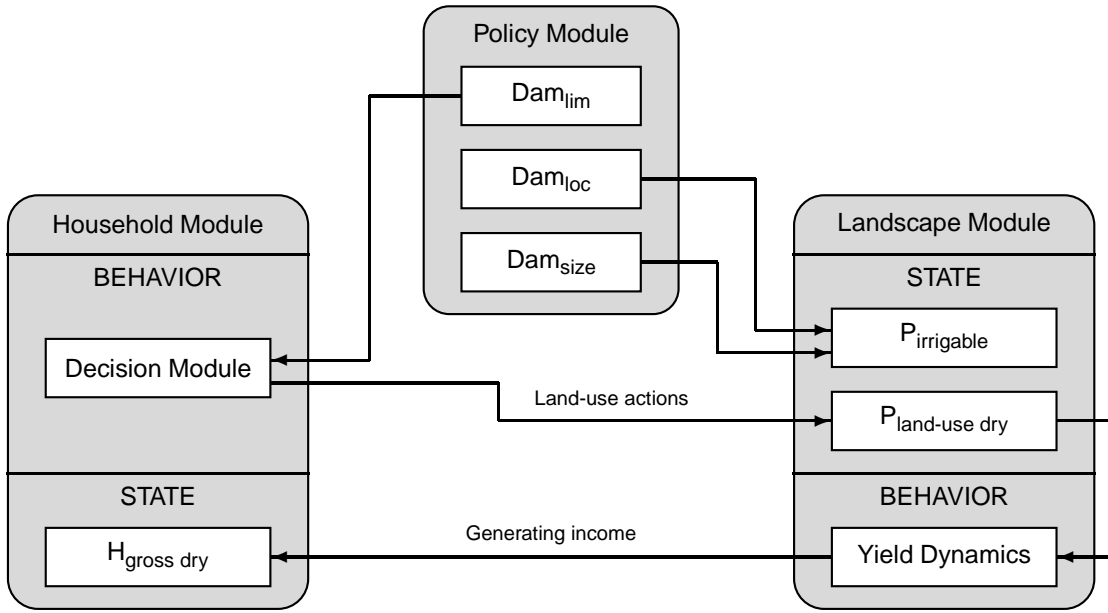 Policy Module
Dam_lim
Dam_loc
Dam_size
Household Module
BEHAVIOR
Decision Module
STATE
H_gross dry
Land-use actions
Generating income
Landscape Module
STATE
P_irrigable
P_land-use dry
BEHAVIOR
Yield Dynamics